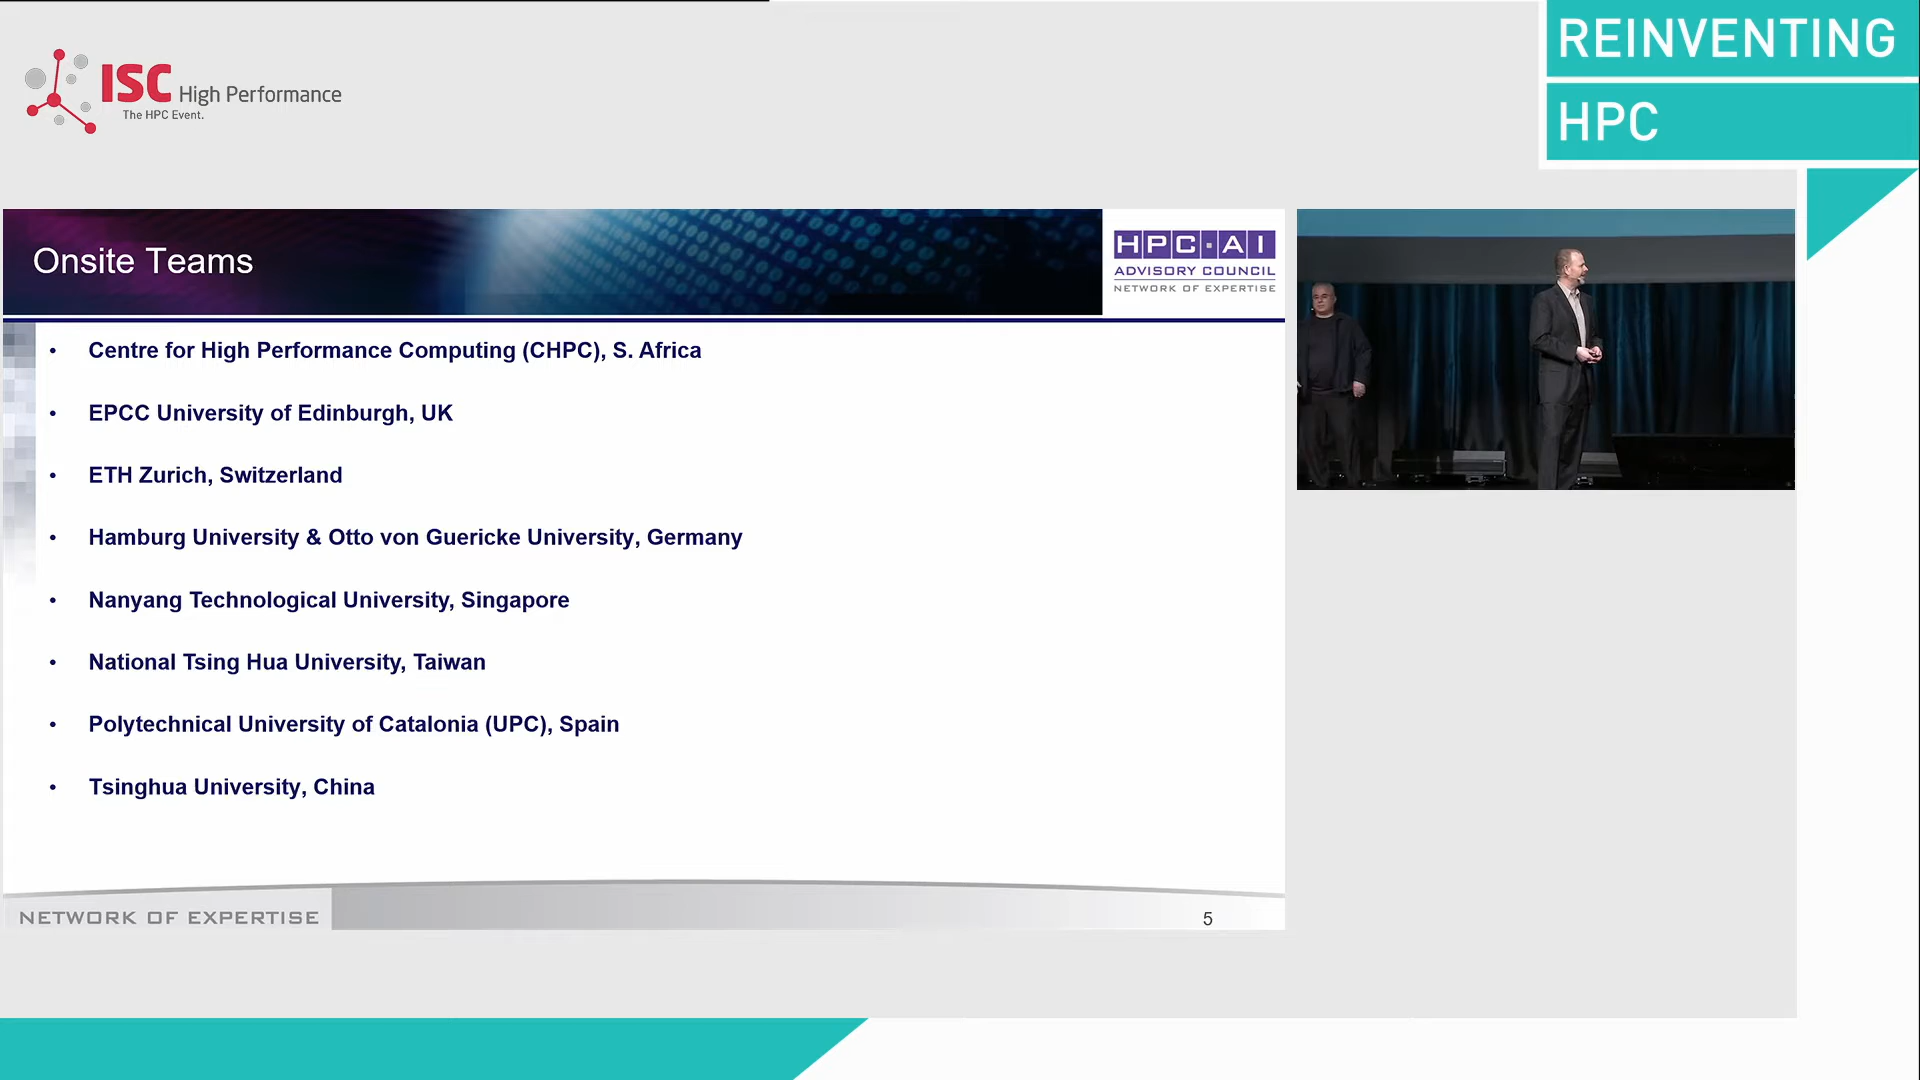 ISC High Performance
The HPC Event.
REINVENTING
HPC
Onsite Teams
HPC·AI
ADVISORY COUNCIL
NETWORK OF EXPERTISE
• Centre for High Performance Computing (CHPC), S. Africa
• EPCC University of Edinburgh, UK
• ETH Zurich, Switzerland
• Hamburg University & Otto von Guericke University, Germany
• Nanyang Technological University, Singapore
• National Tsing Hua University, Taiwan
• Polytechnical University of Catalonia (UPC), Spain
• Tsinghua University, China
NETWORK OF EXPERTISE
5